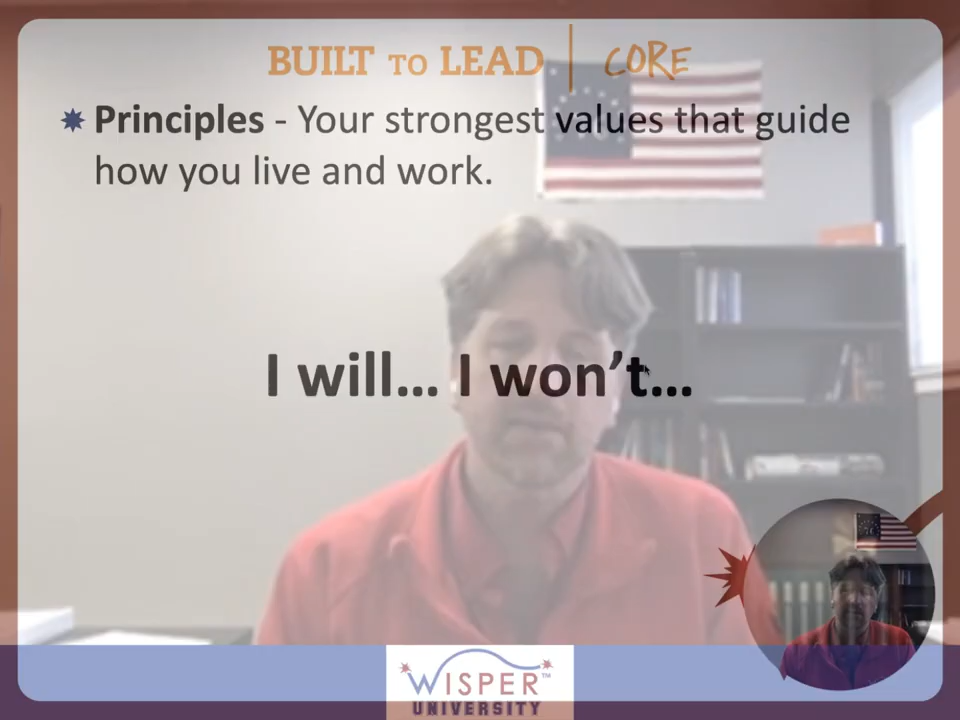 BUILT TO LEAD | CORE
Principles - Your strongest values that guide
how you live and work.
I will... I won't...
WISPER™
UNIVERSITY